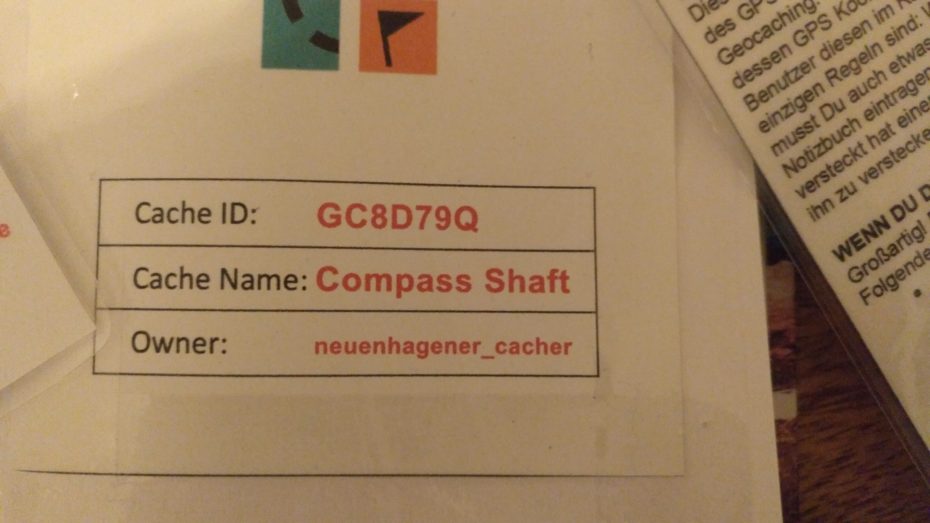 Cache ID: GC8D79Q
Cache Name: Compass Shaft
Owner: neuenhagener_cacher
des GPS
Geocaching.
dessen GPS
Benutzer diesen im
einzigen Regeln sind:
musst Du auch etwas
Notizbuch eintragen
versteckt hat
ihn zu verstecke
WENN DU
Großartig!
Folgende